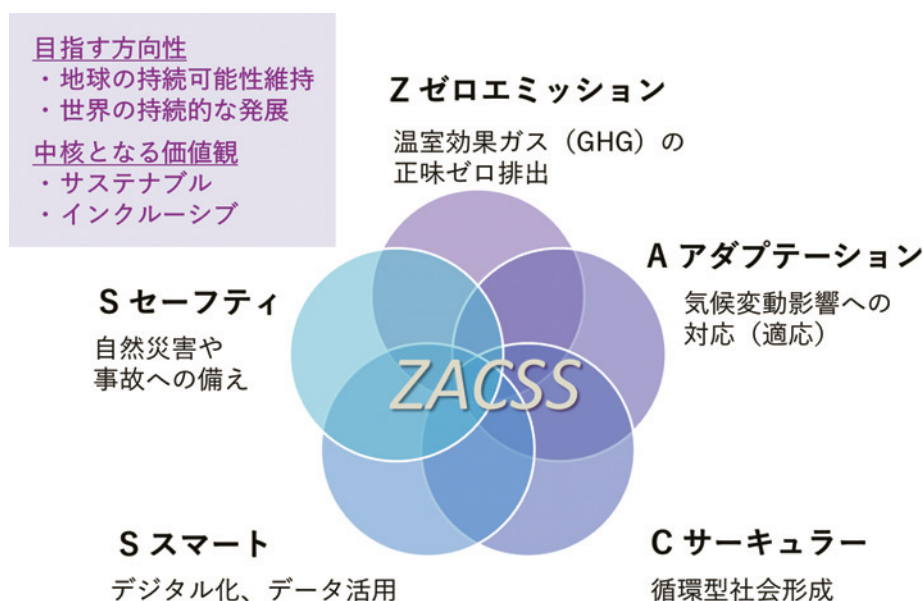 目指す方向性
・地球の持続可能性維持
・世界の持続的な発展
中核となる価値観
・サステナブル
・インクルーシブ
Z ゼロエミッション
温室効果ガス（GHG）の
正味ゼロ排出
A アダプテーション
気候変動影響への
対応（適応）
S セーフティ
自然災害や
事故への備え
ZACSS
S スマート
デジタル化、データ活用
C サーキュラー
循環型社会形成